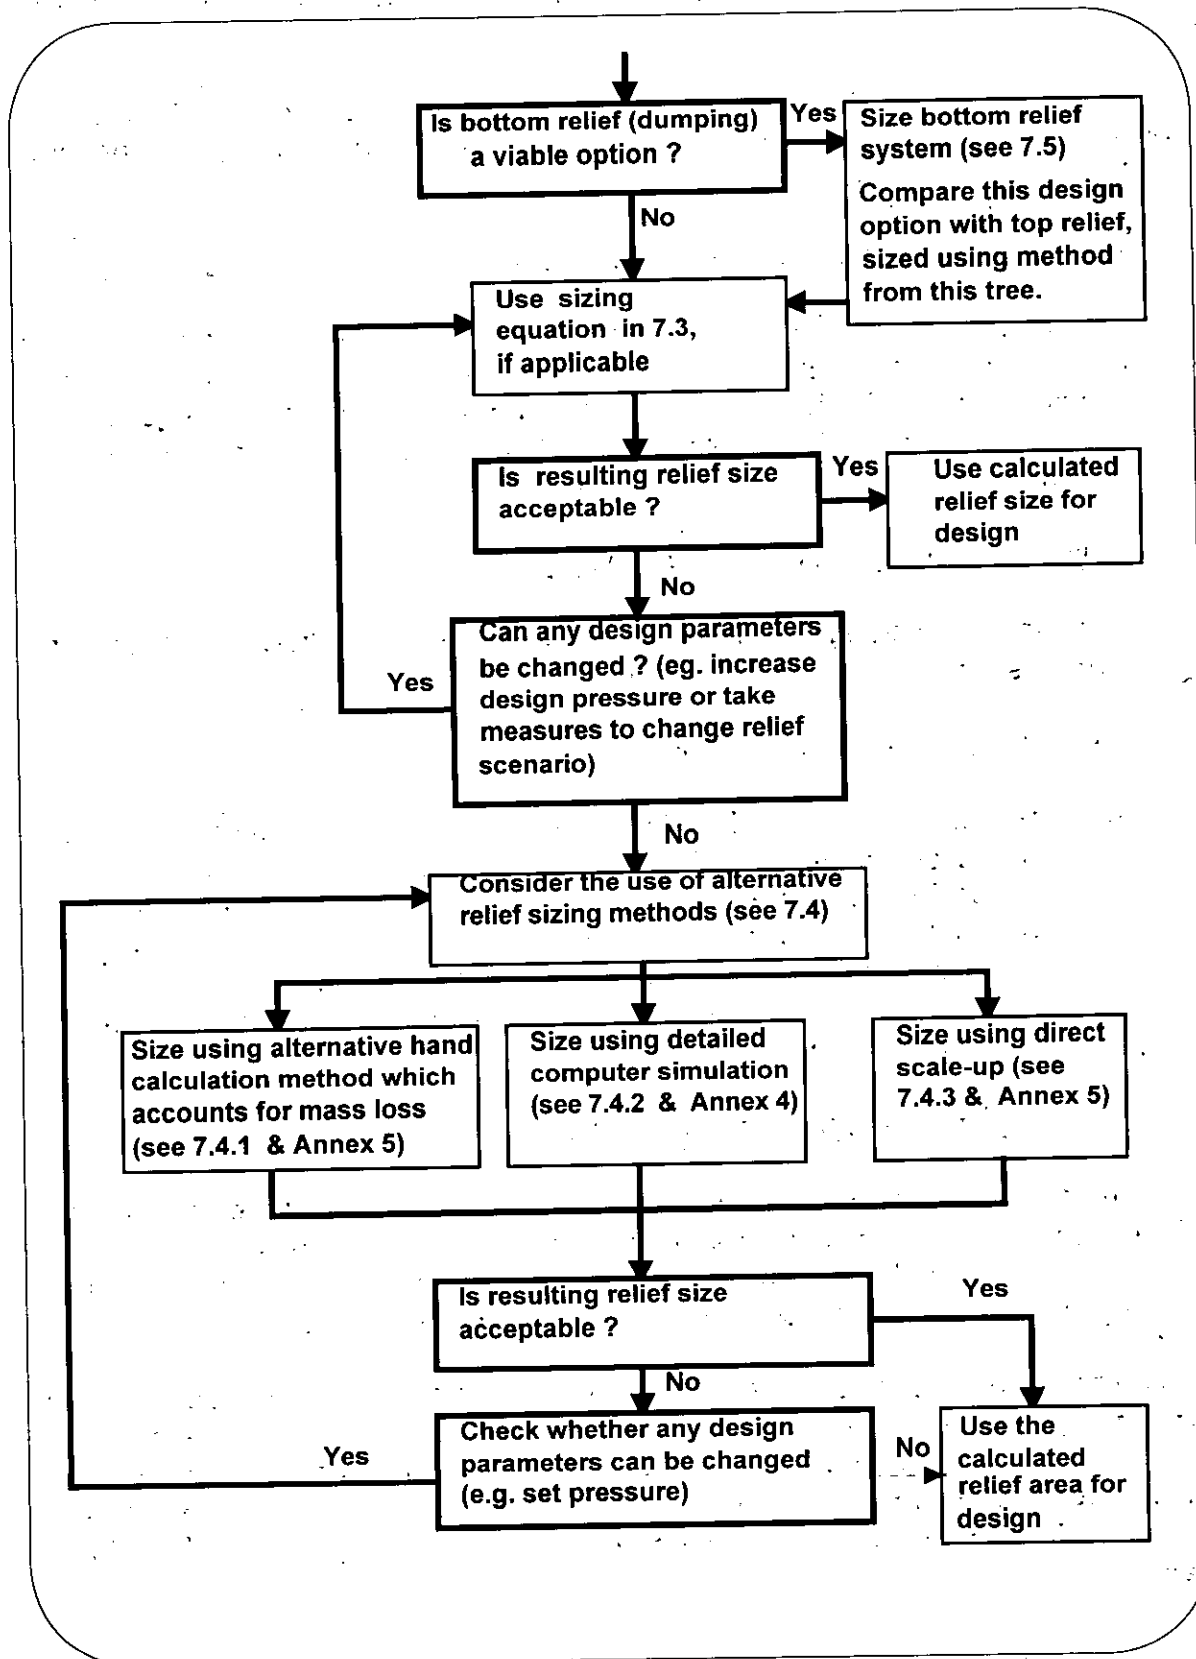 Is bottom relief (dumping)
a viable option ?
Yes
Size bottom relief
system (see 7.5)
Compare this design
option with top relief,
sized using method
from this tree.
No
Use sizing
equation in 7.3,
if applicable
Is resulting relief size
acceptable ?
Yes
Use calculated
relief size for
design
No
Can any design parameters
be changed ? (eg. increase
design pressure or take
measures to change relief
scenario)
Yes
No
Consider the use of alternative
relief sizing methods (see 7.4)
Size using alternative hand
calculation method which
accounts for mass loss
(see 7.4.1 & Annex 5)
Size using detailed
computer simulation
(see 7.4.2 & Annex 4)
Size using direct
scale-up (see
7.4.3 & Annex 5)
Is resulting relief size
acceptable ?
Yes
No
Check whether any design
parameters can be changed
(e.g. set pressure)
Yes
No
Use the
calculated
relief area for
design